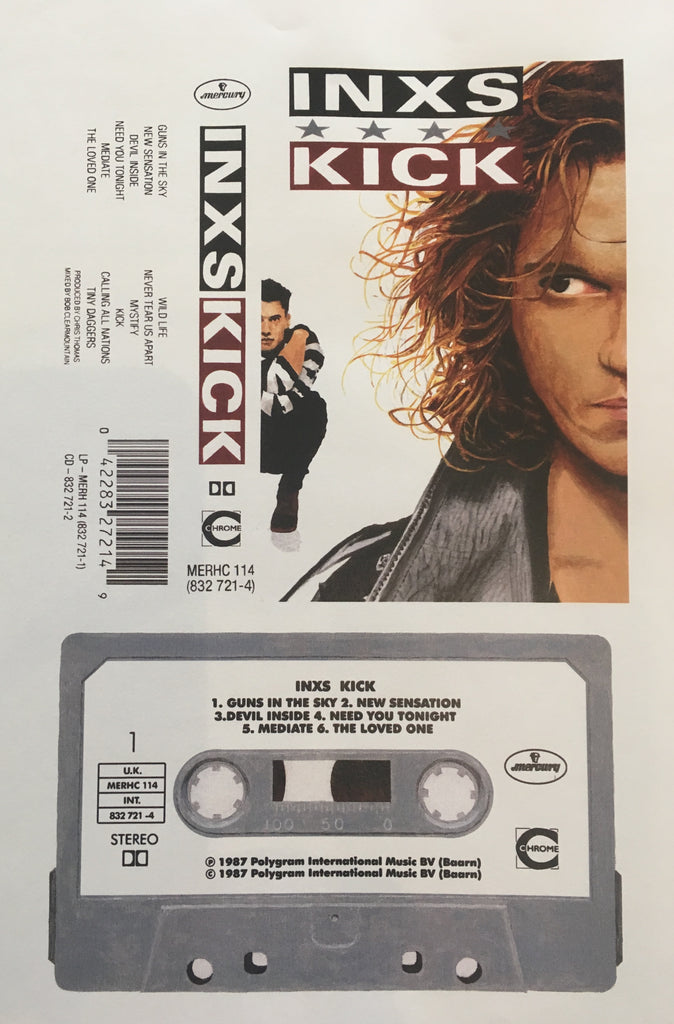 INXS
KICK
mercury
INXS KICK
CHROME
MERHC 114
(832 721-4)
GUNS IN THE SKY
NEW SENSATION
DEVIL INSIDE
NEED YOU TONIGHT
MEDIATE
THE LOVED ONE
WILD LIFE
NEVER TEAR US APART
MYSTIFY
KICK
CALLING ALL NATIONS
TINY DAGGERS
PRODUCED BY CHRIS THOMAS
MIXED BY BOB CLEARMOUNTAIN
0 42283 27214 9
LP – MERH 114 (832 721-1)
CD – 832 721-2
INXS KICK
1. GUNS IN THE SKY 2. NEW SENSATION
3.DEVIL INSIDE 4. NEED YOU TONIGHT
5. MEDIATE 6. THE LOVED ONE
1
U.K.
MERHC 114
INT.
832 721 -4
STEREO
100 50 0
mercury
CHROME
℗ 1987 Polygram International Music BV (Baarn)
© 1987 Polygram International Music BV (Baarn)